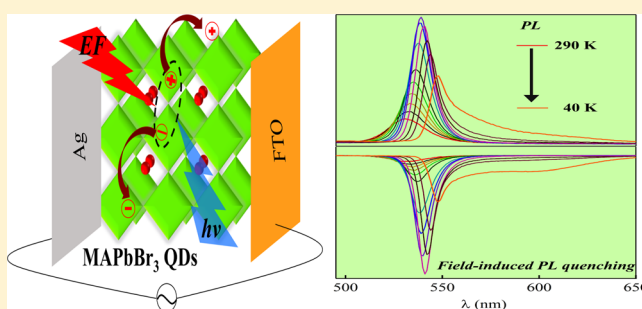 EF
Ag
FTO
hν
MAPbBr₃ QDs
+
+
−
−
PL
290 K
40 K
Field-induced PL quenching
500 550 600 650
λ (nm)